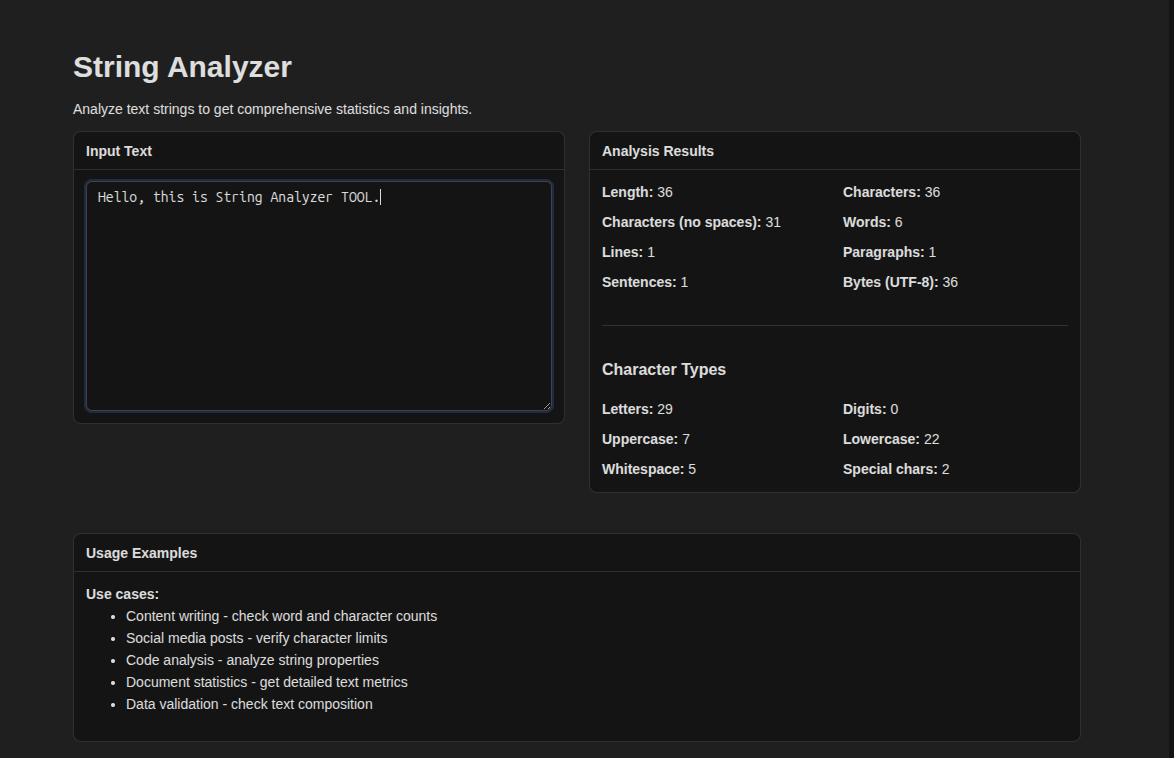 String Analyzer
Analyze text strings to get comprehensive statistics and insights.
Input Text
Hello, this is String Analyzer TOOL.
Analysis Results
Length: 36
Characters: 36
Characters (no spaces): 31
Words: 6
Lines: 1
Paragraphs: 1
Sentences: 1
Bytes (UTF-8): 36
Character Types
Letters: 29
Digits: 0
Uppercase: 7
Lowercase: 22
Whitespace: 5
Special chars: 2
Usage Examples
Use cases:
Content writing - check word and character counts
Social media posts - verify character limits
Code analysis - analyze string properties
Document statistics - get detailed text metrics
Data validation - check text composition